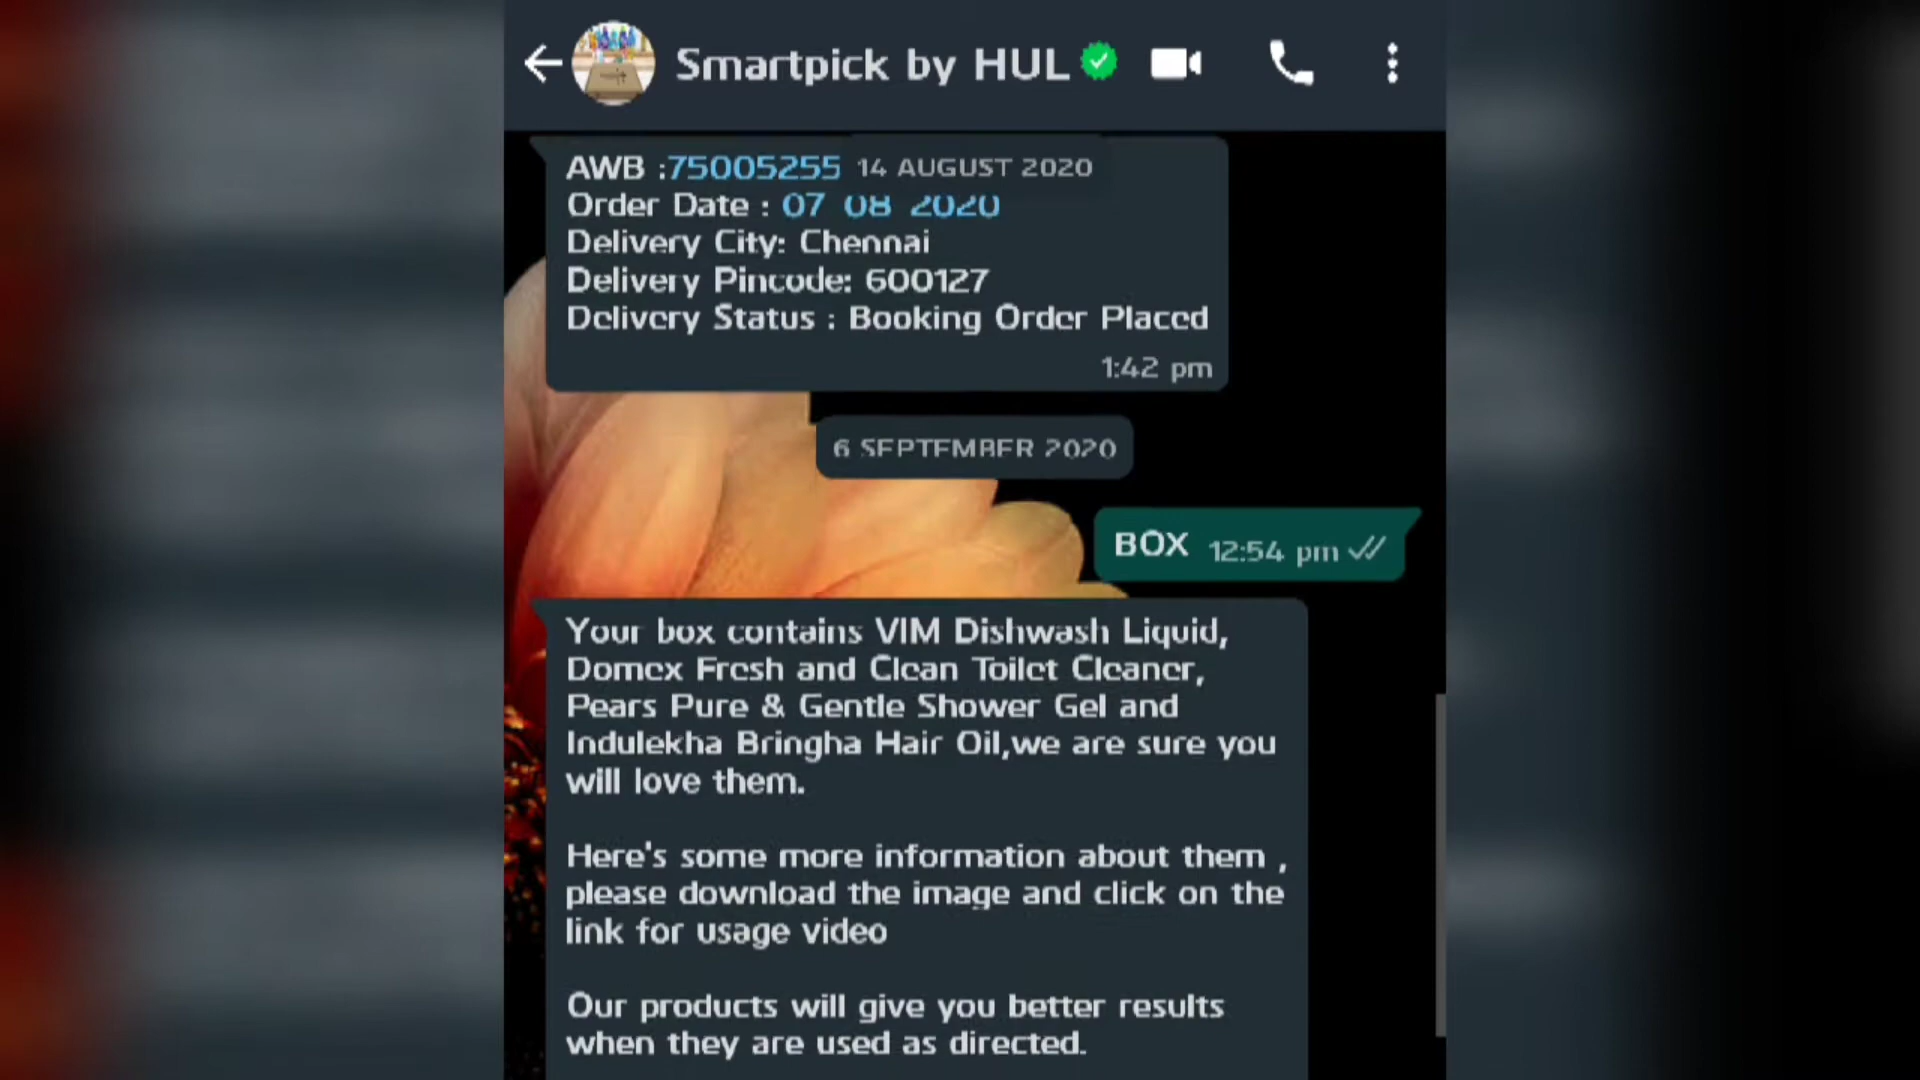 Smartpick by HUL
AWB :75005255 14 AUGUST 2020
Order Date : 07 08 2020
Delivery City: Chennai
Delivery Pincode: 600127
Delivery Status : Booking Order Placed
1:42 pm
6 SEPTEMBER 2020
BOX 12:54 pm
Your box contains VIM Dishwash Liquid,
Domex Fresh and Clean Toilet Cleaner,
Pears Pure & Gentle Shower Gel and
Indulekha Bringha Hair Oil,we are sure you
will love them.
Here's some more information about them ,
please download the image and click on the
link for usage video
Our products will give you better results
when they are used as directed.